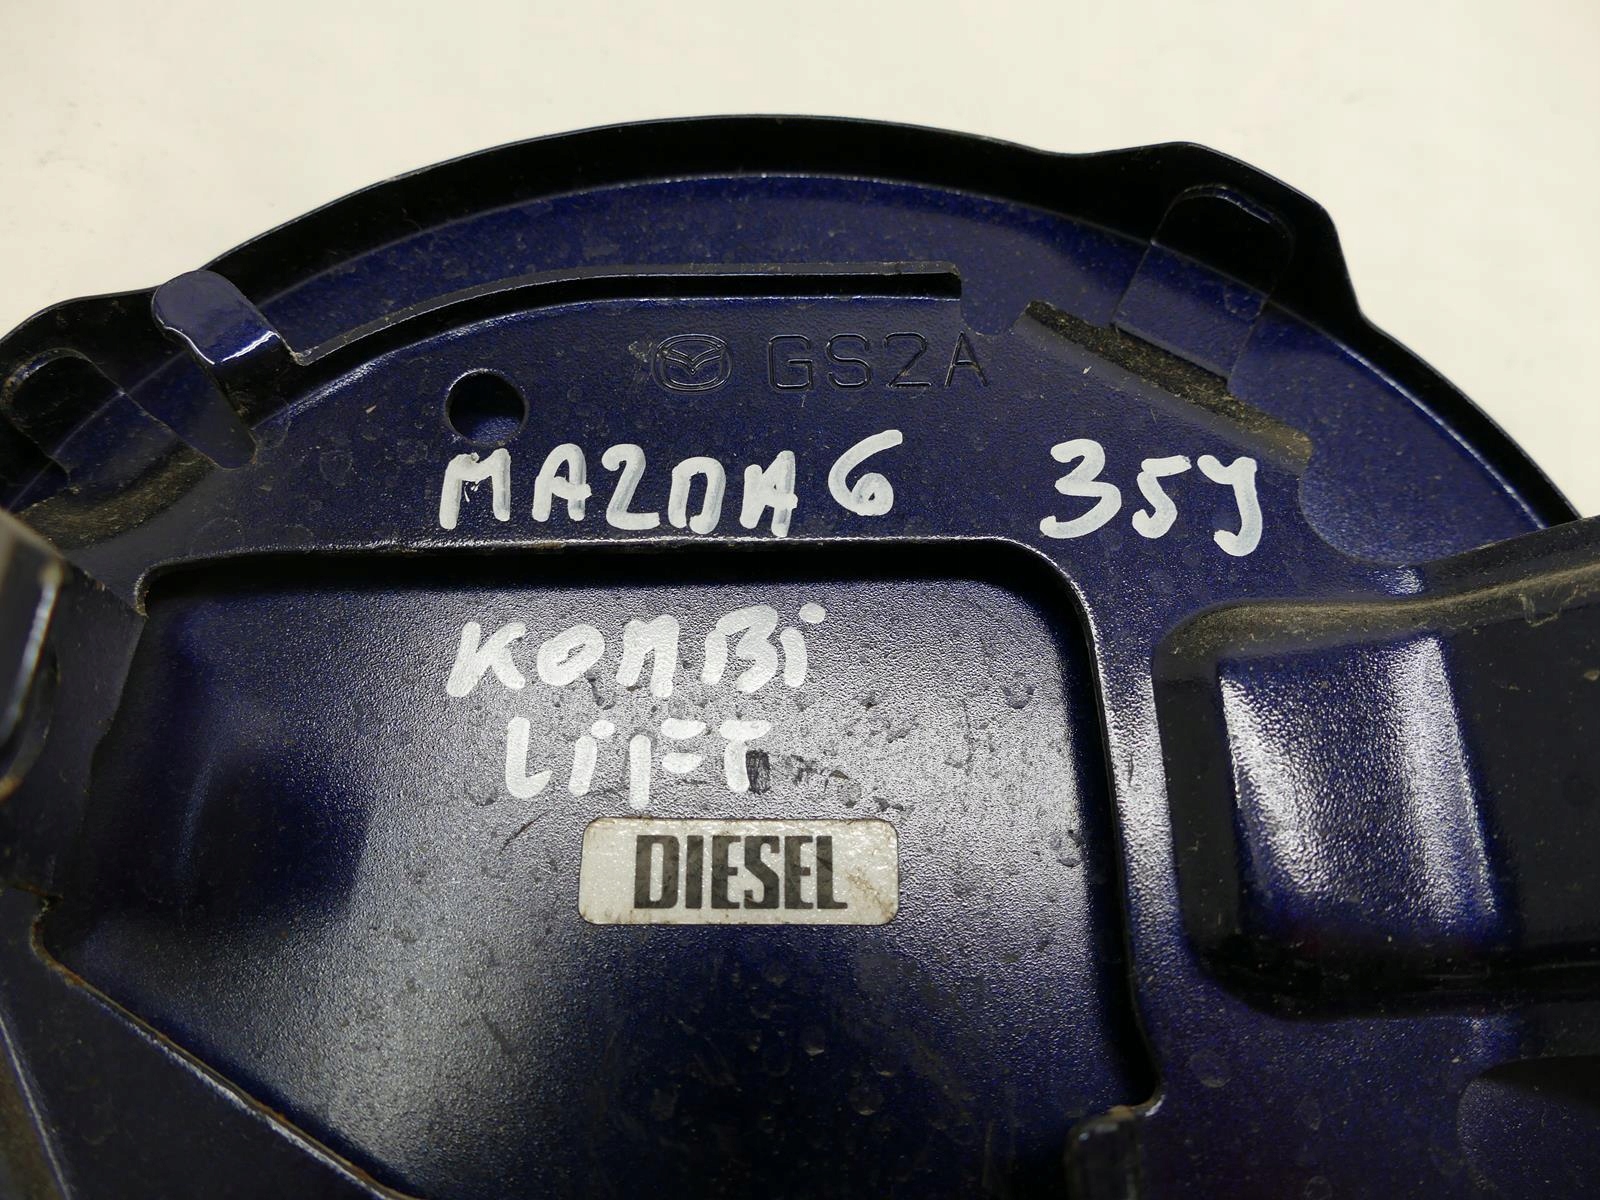 GS2A
MAZDA6 35J
KOMBi
LiFT
DIESEL